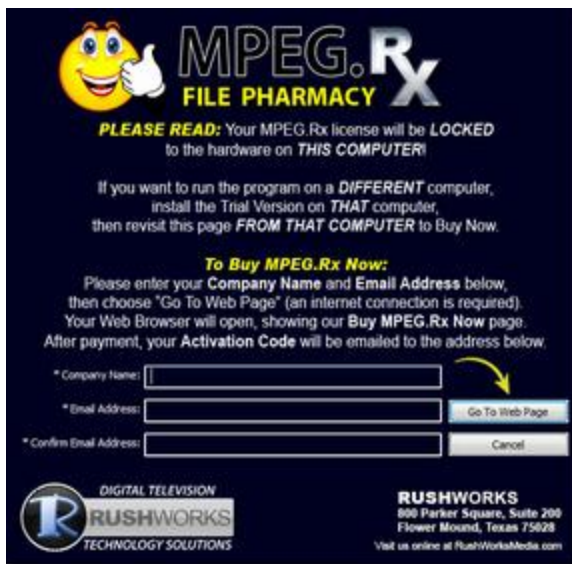 MPEG.Rx
FILE PHARMACY
PLEASE READ: Your MPEG.Rx license will be LOCKED
to the hardware on THIS COMPUTER!
If you want to run the program on a DIFFERENT computer,
install the Trial Version on THAT computer,
then revisit this page FROM THAT COMPUTER to Buy Now.
To Buy MPEG.Rx Now:
Please enter your Company Name and Email Address below,
then choose "Go To Web Page" (an internet connection is required).
Your Web Browser will open, showing our Buy MPEG.Rx Now page.
After payment, your Activation Code will be emailed to the address below.
* Company Name:
* Email Address:
Go To Web Page
* Confirm Email Address:
Cancel
DIGITAL TELEVISION
R RUSHWORKS
TECHNOLOGY SOLUTIONS
RUSHWORKS
800 Parker Square, Suite 200
Flower Mound, Texas 75028
Visit us online at RushWorksMedia.com